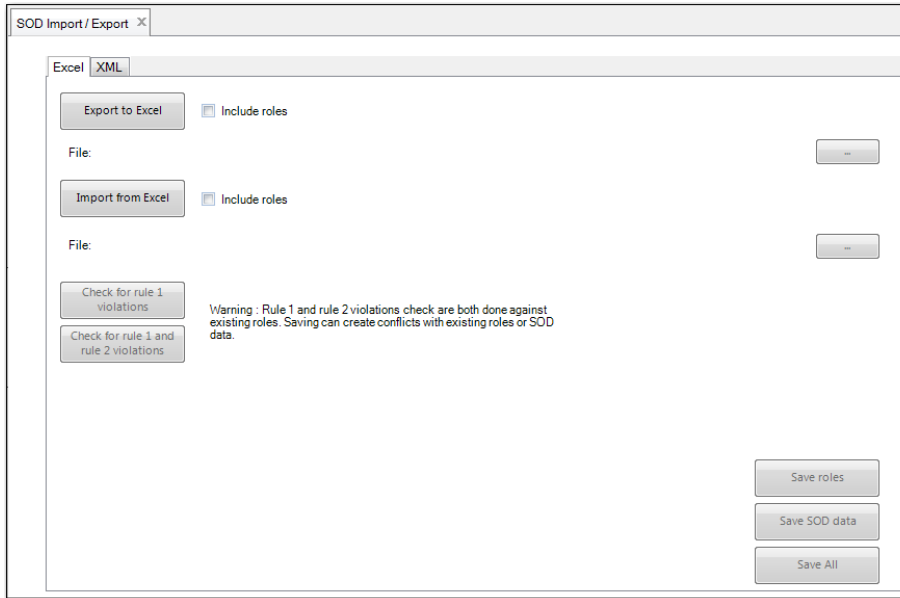 SOD Import / Export X
Excel XML
Export to Excel Include roles
File: ...
Import from Excel Include roles
File: ...
Check for rule 1
violations
Warning : Rule 1 and rule 2 violations check are both done against
existing roles. Saving can create conflicts with existing roles or SOD
data.
Check for rule 1 and
rule 2 violations
Save roles
Save SOD data
Save All